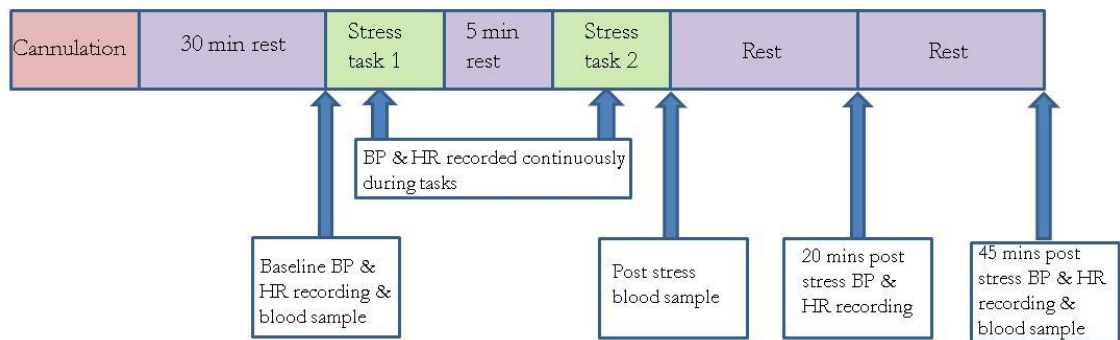 Cannulation
30 min rest
Stress
task 1
5 min
rest
Stress
task 2
Rest
Rest
BP & HR recorded continuously
during tasks
Baseline BP &
HR recording &
blood sample
Post stress
blood sample
20 mins post
stress BP &
HR recording
45 mins post
stress BP & HR
recording &
blood sample